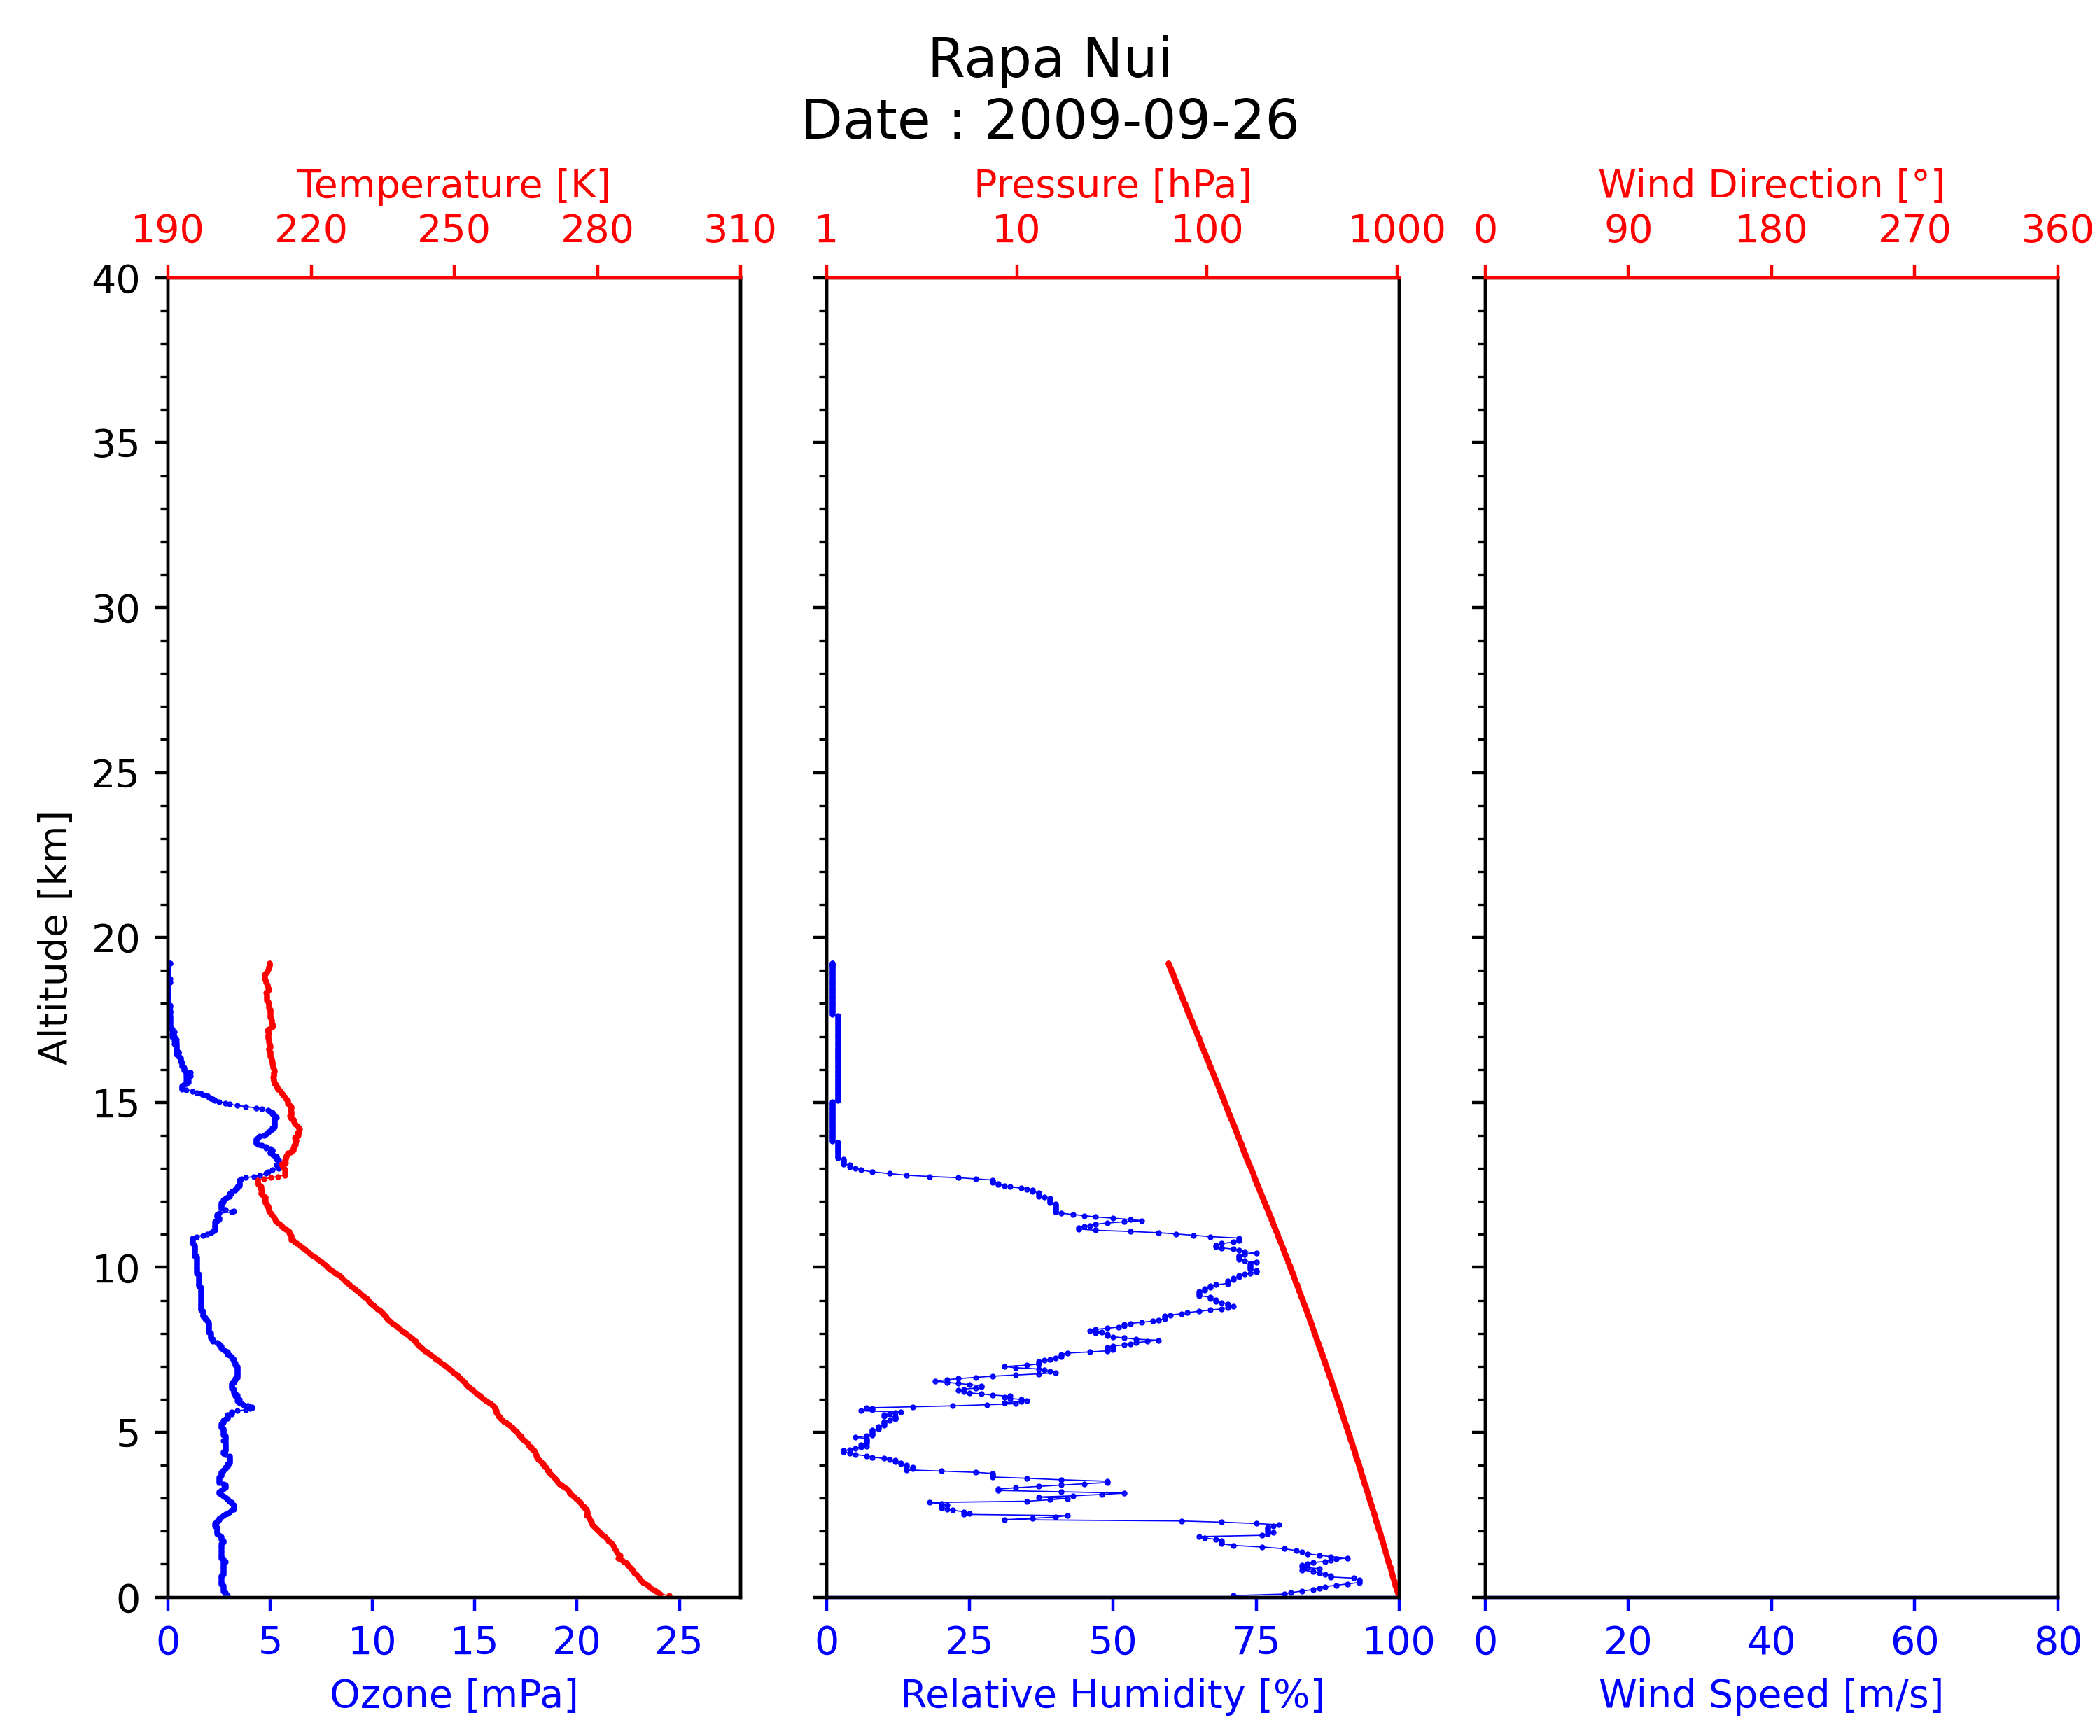 Rapa Nui
Date : 2009-09-26
Temperature [K]
Pressure [hPa]
Wind Direction [°]
190 220 250 280 310
1 10 100 1000
0 90 180 270 360
40
35
30
25
20
15
10
5
0
Altitude [km]
0 5 10 15 20 25
0 25 50 75 100
0 20 40 60 80
Ozone [mPa]
Relative Humidity [%]
Wind Speed [m/s]